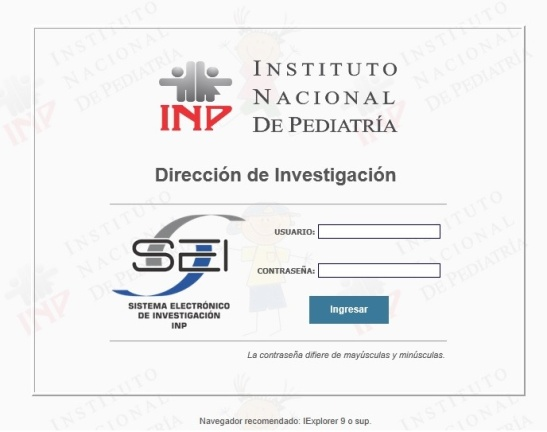 INSTITUTO
NACIONAL
DE PEDIATRÍA
INP
Dirección de Investigación
SEI
SISTEMA ELECTRÓNICO
DE INVESTIGACIÓN
INP
USUARIO:
CONTRASEÑA:
Ingresar
La contraseña difiere de mayúsculas y minúsculas.
Navegador recomendado: IExplorer 9 o sup.